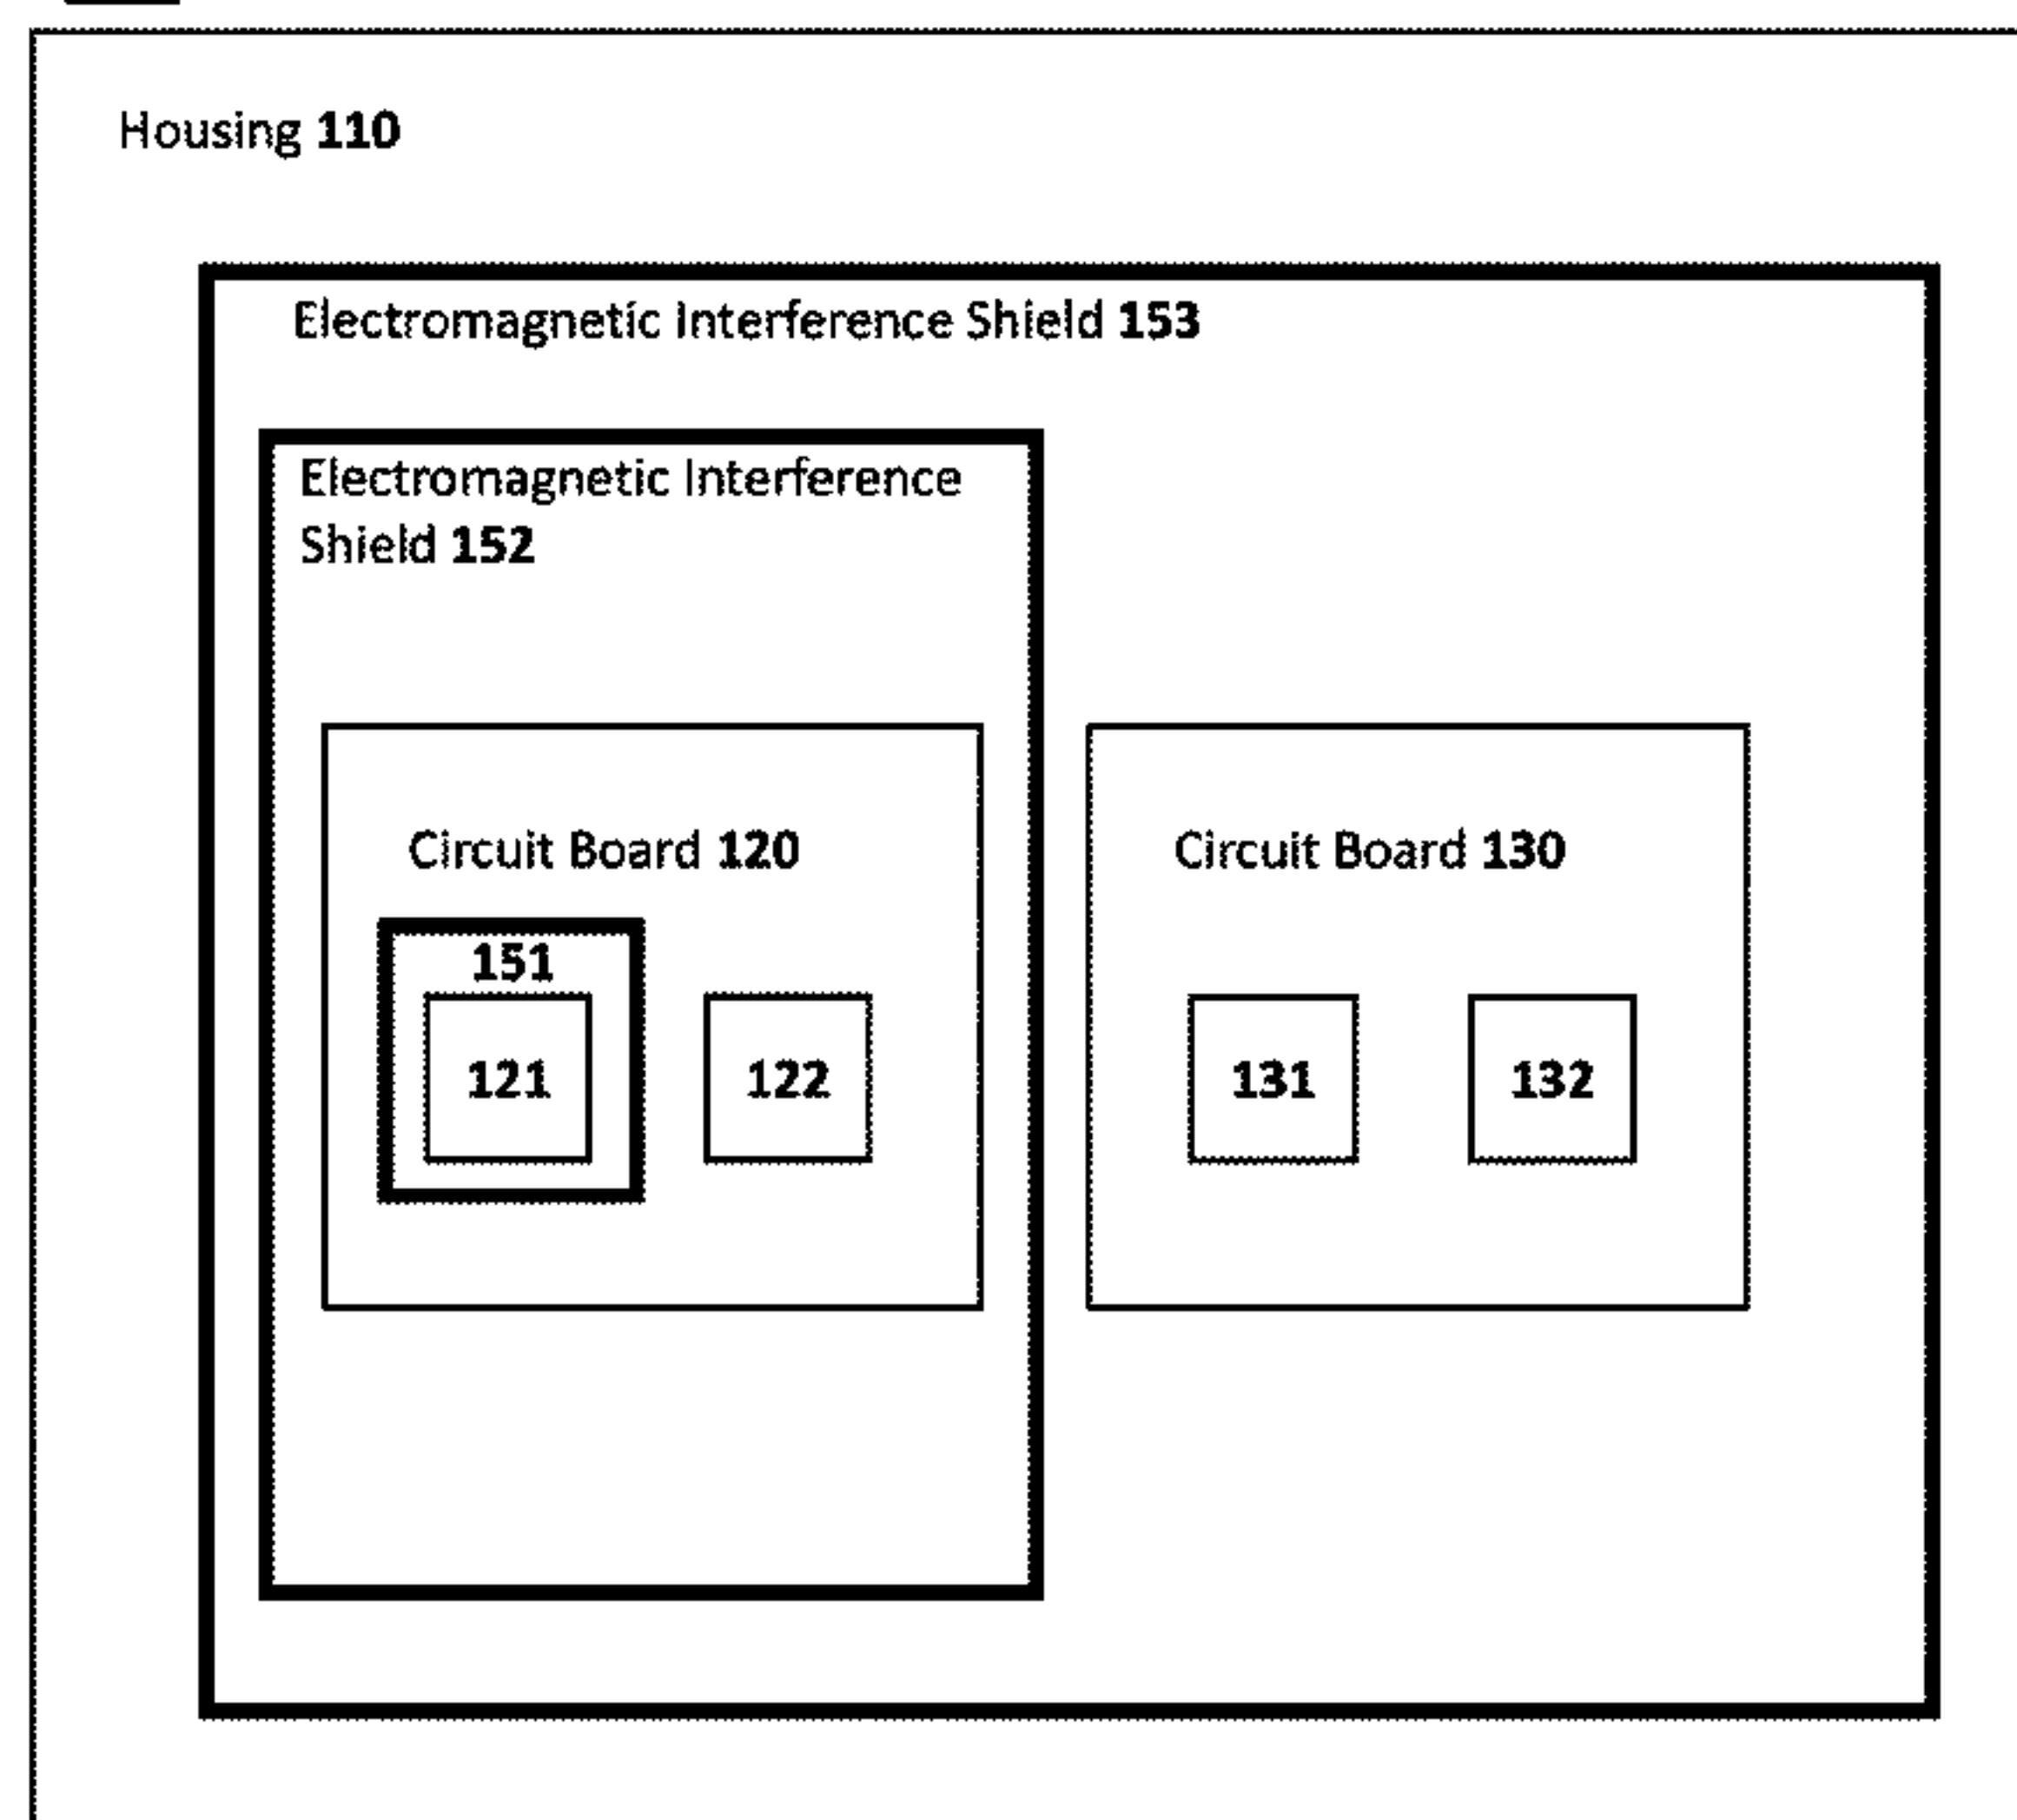 Housing 110
Electromagnetic Interference Shield 153
Electromagnetic Interference
Shield 152
Circuit Board 120
Circuit Board 130
151
121
122
131
132